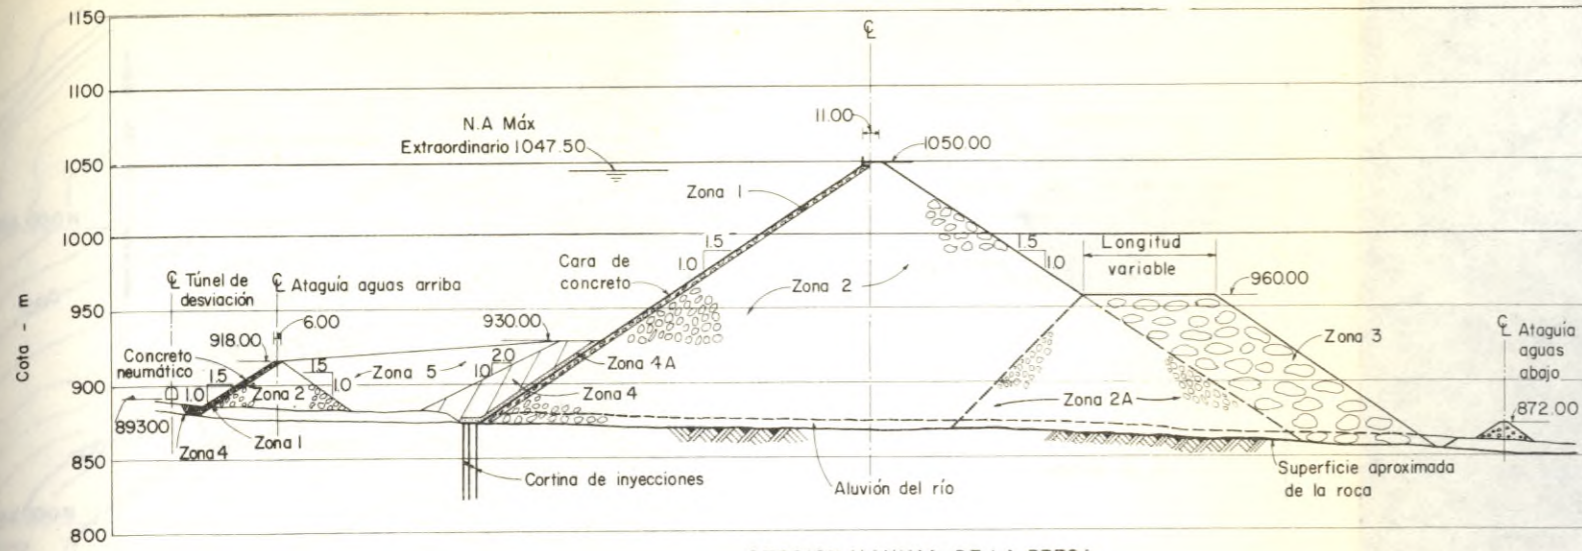 1150
1100
1050
1000
950
900
850
800
Cota - m
℄
11.00
N.A Máx
Extraordinario 1047.50
1050.00
Zona 1
1.5
1.0
1.5
1.0
Longitud
variable
Cara de
concreto
Zona 2
960.00
℄ Túnel de
desviación
℄ Ataguía aguas arriba
6.00
918.00
930.00
Zona 3
℄ Ataguía
aguas
abajo
Concreto
neumático
1.5
1.0
Zona 2
1.5
1.0
Zona 5
2.0
1.0
Zona 4A
Zona 4
Zona 2A
872.00
893.00
Zona 4
Zona 1
Cortina de inyecciones
Aluvión del río
Superficie aproximada
de la roca